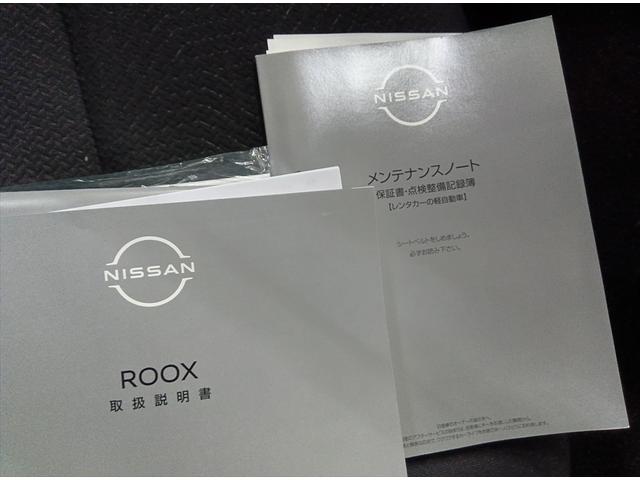 NISSAN
メンテナンスノート
保証書・点検整備記録簿
【レンタカーの軽自動車】
シートベルトをしめましょう。
必ずお読み下さい。
NISSAN
ROOX
取扱説明書